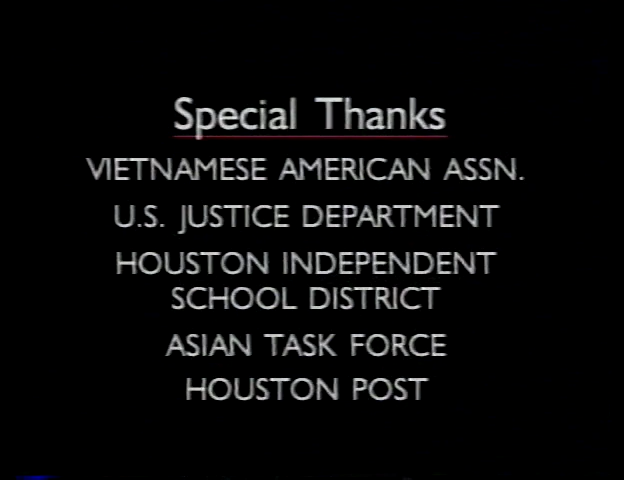 Special Thanks
VIETNAMESE AMERICAN ASSN.
U.S. JUSTICE DEPARTMENT
HOUSTON INDEPENDENT
SCHOOL DISTRICT
ASIAN TASK FORCE
HOUSTON POST